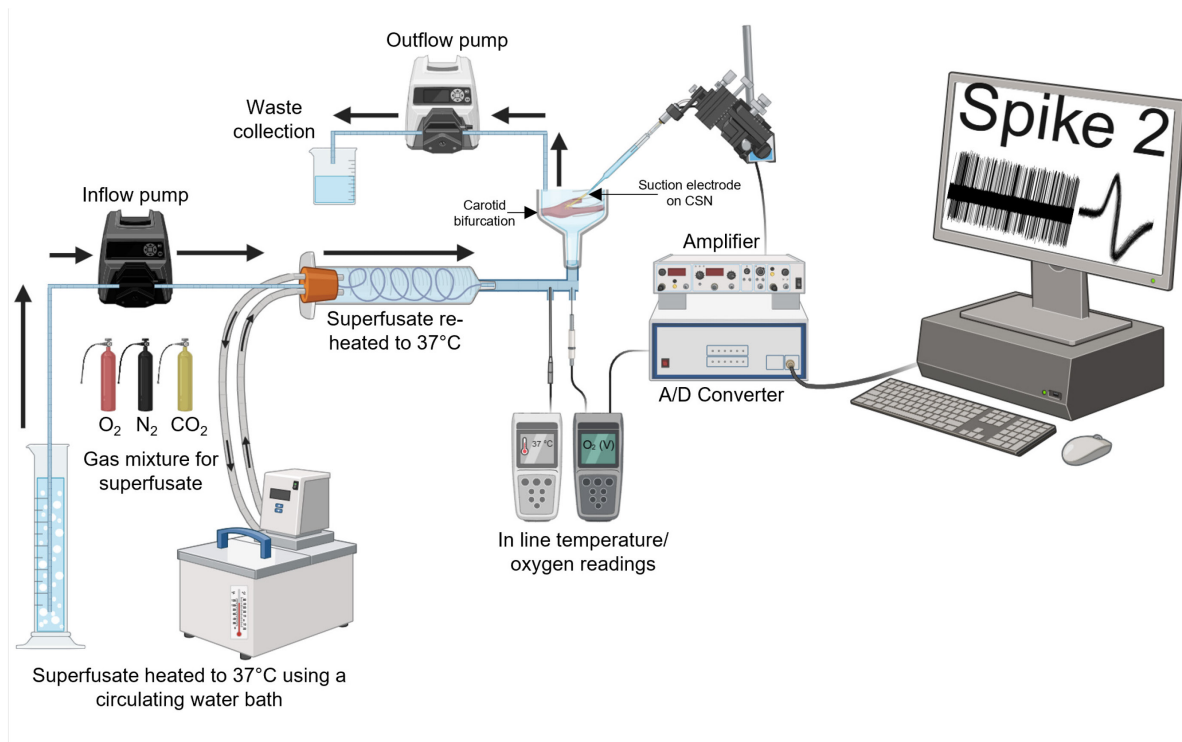 Outflow pump
Waste
collection
Inflow pump
Carotid
bifurcation
Suction electrode
on CSN
Spike 2
Amplifier
Superfusate re-
heated to 37°C
A/D Converter
O₂ N₂ CO₂
Gas mixture for
superfusate
37 °C
O₂ (V)
In line temperature/
oxygen readings
Superfusate heated to 37°C using a
circulating water bath